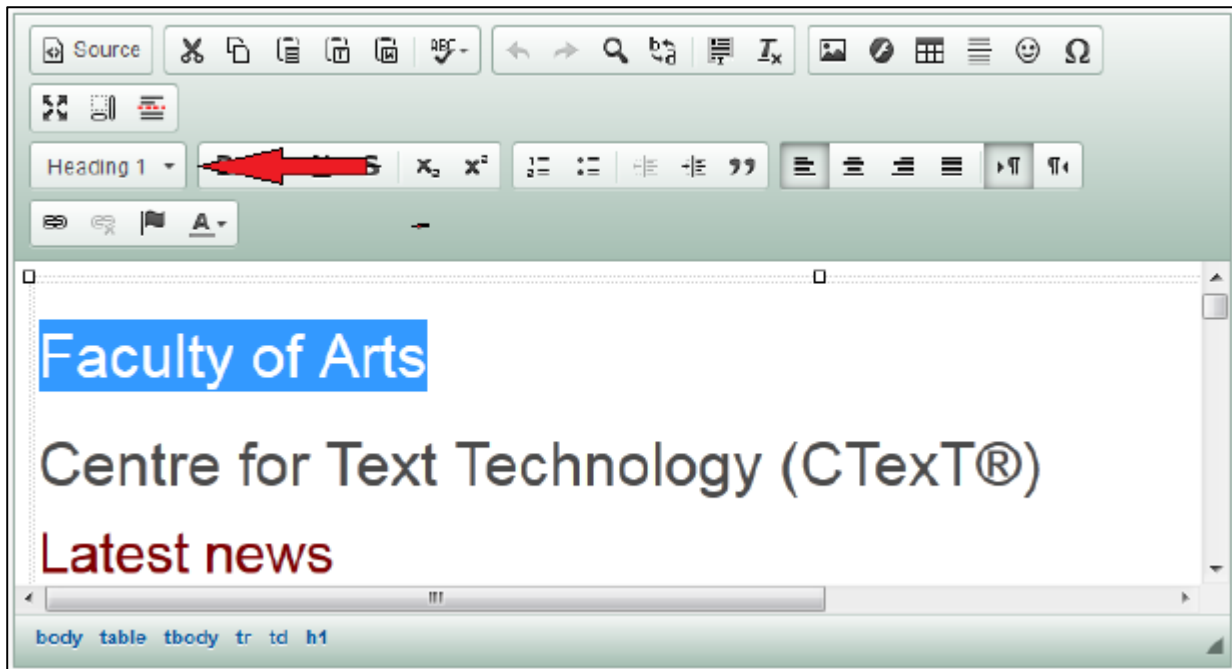 Source
Heading 1
Faculty of Arts
Centre for Text Technology (CTexT®)
Latest news
body table tbody tr td h1